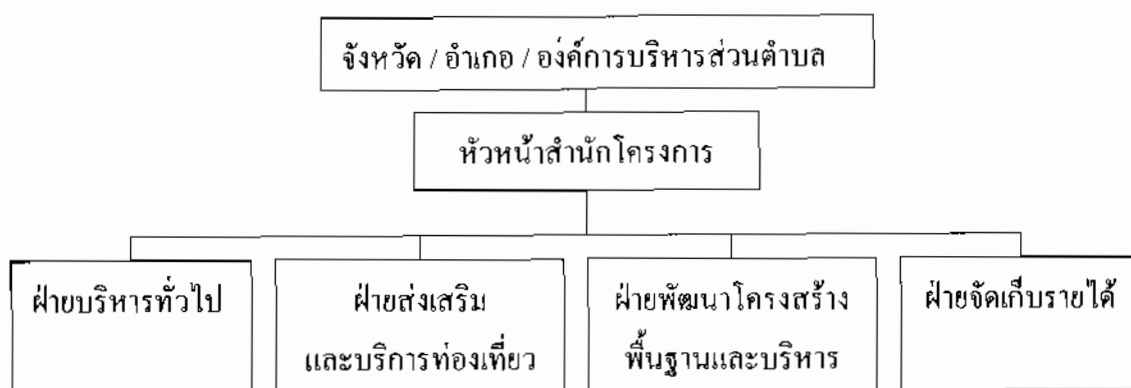 จังหวัด / อำเภอ / องค์การบริหารส่วนตำบล
หัวหน้าสำนักโครงการ
ฝ่ายบริหารทั่วไป
ฝ่ายส่งเสริม
และบริการท่องเที่ยว
ฝ่ายพัฒนาโครงสร้าง
พื้นฐานและบริหาร
ฝ่ายจัดเก็บรายได้